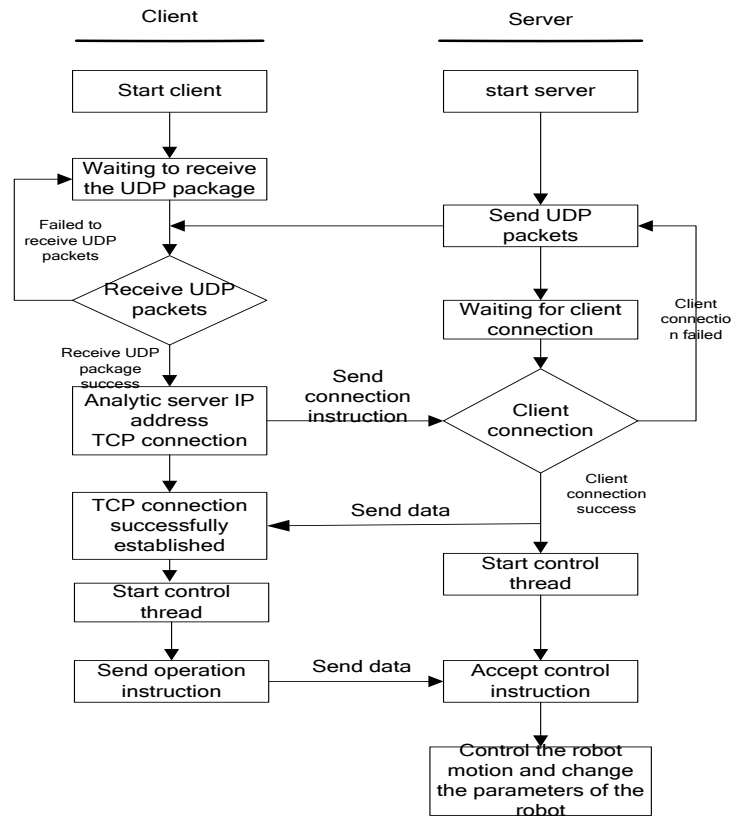 Client
Server
Start client
start server
Waiting to receive
the UDP package
Failed to
receive UDP
packets
Send UDP
packets
Receive UDP
packets
Waiting for client
connection
Client
connectio
n failed
Receive UDP
package
success
Send
connection
instruction
Analytic server IP
address
TCP connection
Client
connection
Client
connection
success
TCP connection
successfully
established
Send data
Start control
thread
Start control
thread
Send operation
instruction
Send data
Accept control
instruction
Control the robot
motion and change
the parameters of the
robot